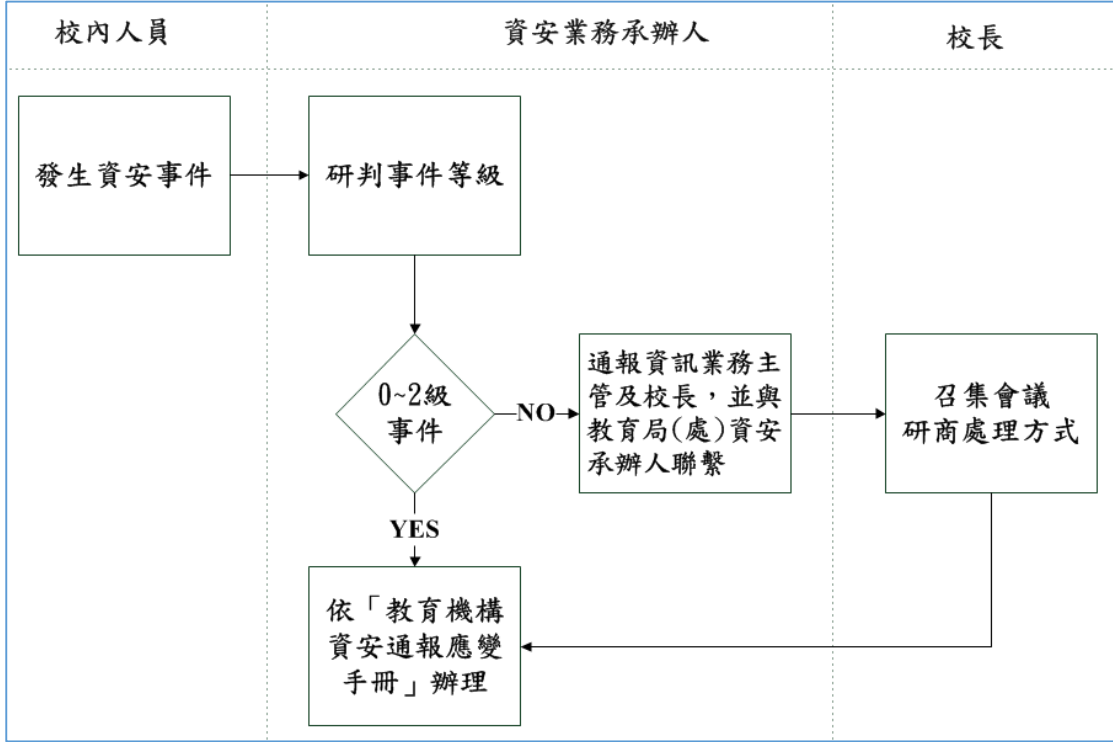 校內人員
資安業務承辦人
校長
發生資安事件
研判事件等級
0~2級
事件
NO
通報資訊業務主
管及校長，並與
教育局(處)資安
承辦人聯繫
召集會議
研商處理方式
YES
依「教育機構
資安通報應變
手冊」辦理